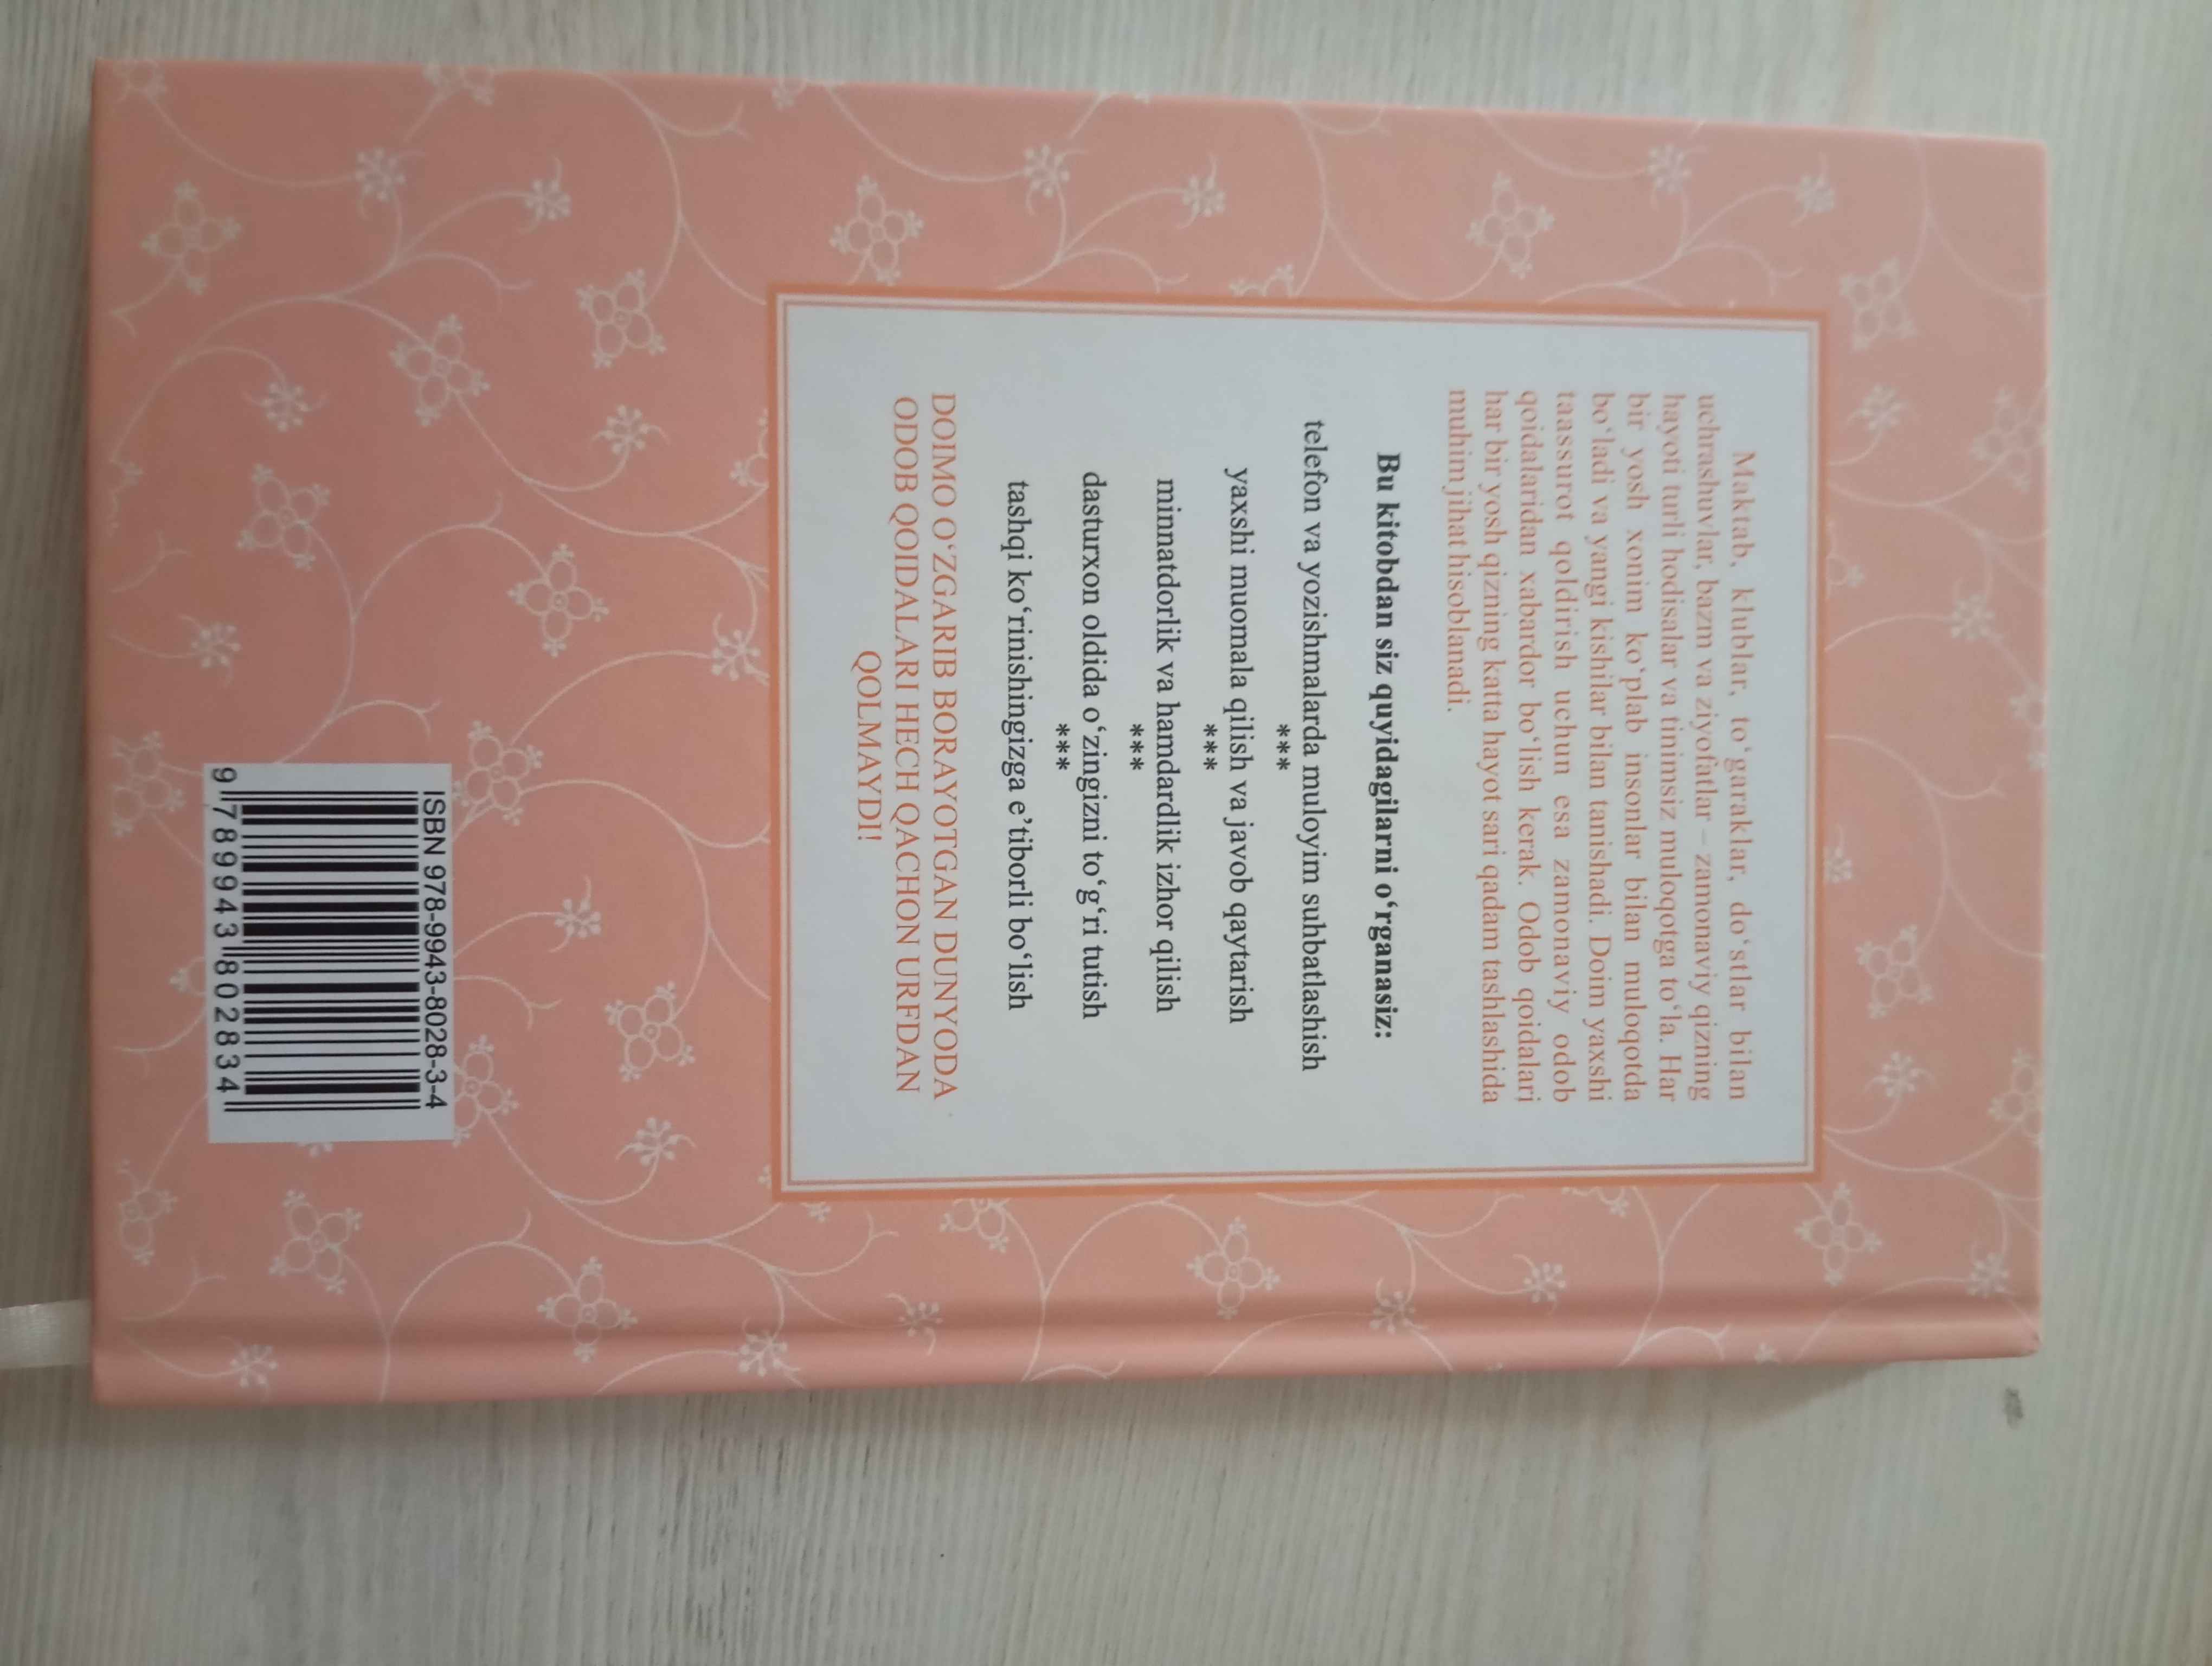 Maktab, klublar, to‘garaklar, do‘stlar bilan
uchrashuvlar, bazm va ziyofatlar – zamonaviy qizning
hayoti turli hodisalar va tinimsiz muloqotga to‘la. Har
bir yosh xonim ko‘plab insonlar bilan muloqotda
bo‘ladi va yangi kishilar bilan tanishadi. Doim yaxshi
taassurot qoldirish uchun esa zamonaviy odob
qoidalaridan xabardor bo‘lish kerak. Odob qoidalari
har bir yosh qizning katta hayot sari qadam tashlashida
muhim jihat hisoblanadi.
Bu kitobdan siz quyidagilarni o‘rganasiz:
telefon va yozishmalarda muloyim suhbatlashish
***
yaxshi muomala qilish va javob qaytarish
***
minnatdorlik va hamdardlik izhor qilish
***
dasturxon oldida o‘zingizni to‘g‘ri tutish
***
tashqi ko‘rinishingizga e’tiborli bo‘lish
DOIMO O‘ZGARIB BORAYOTGAN DUNYODA
ODOB QOIDALARI HECH QACHON URFDAN
QOLMAYDI!
ISBN 978-9943-8028-3-4
9 789943 802834